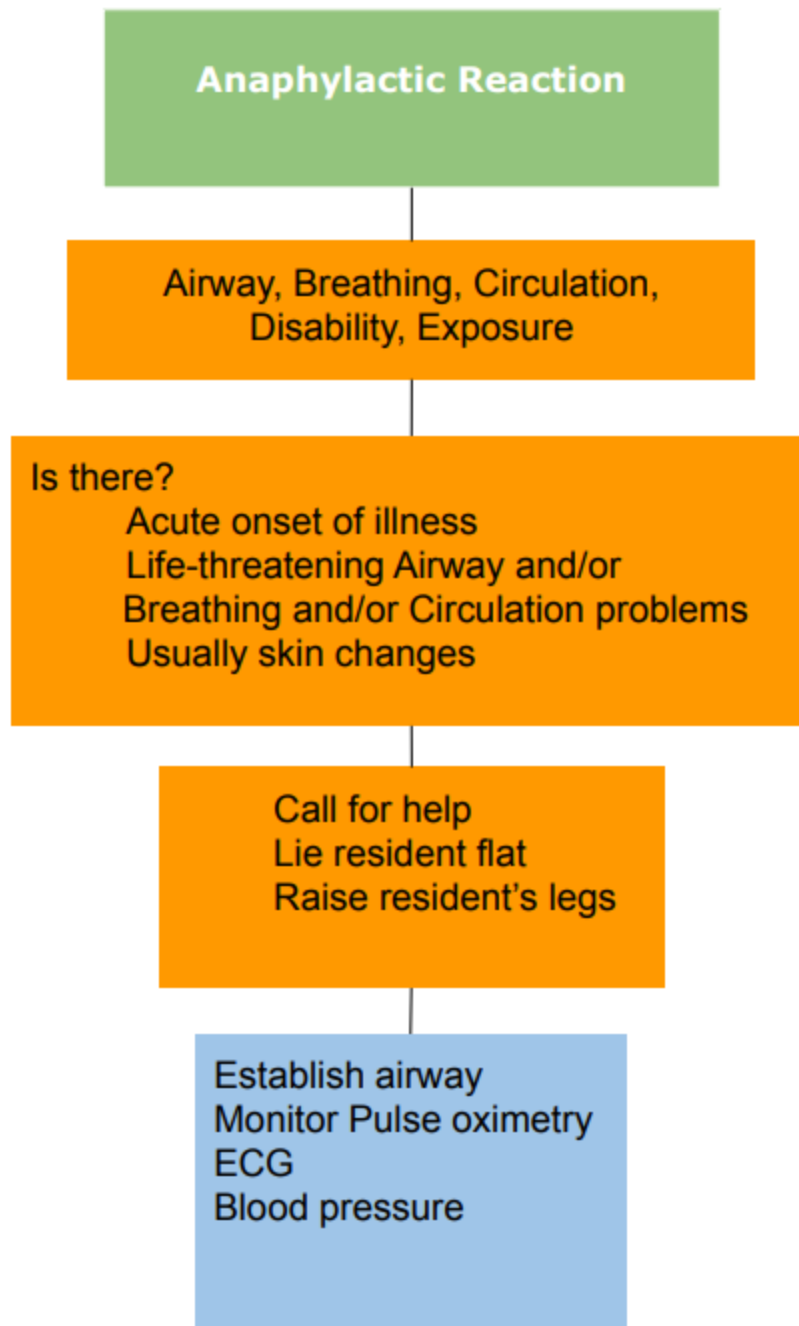 Anaphylactic Reaction
Airway, Breathing, Circulation,
Disability, Exposure
Is there?
Acute onset of illness
Life-threatening Airway and/or
Breathing and/or Circulation problems
Usually skin changes
Call for help
Lie resident flat
Raise resident’s legs
Establish airway
Monitor Pulse oximetry
ECG
Blood pressure